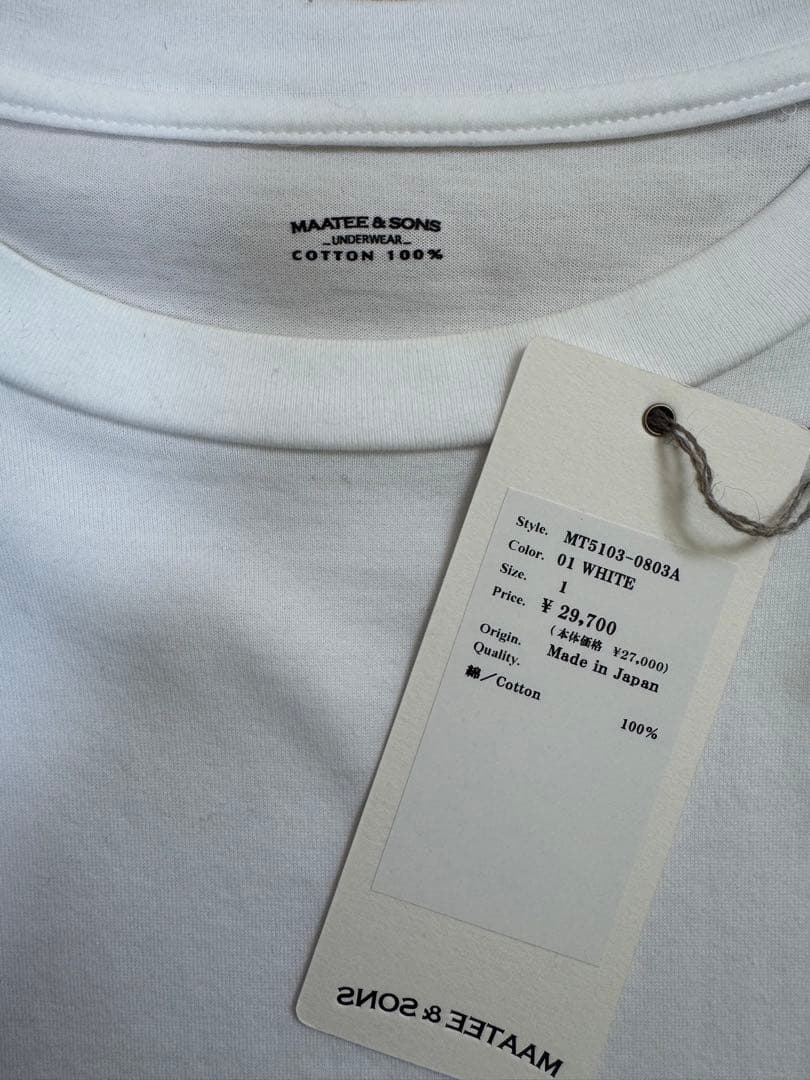 MAATEE & SONS
_UNDERWEAR_
COTTON 100%
Style. MT5103-0803A
Color. 01 WHITE
Size. 1
Price. ¥ 29,700
(本体価格 ¥27,000)
Origin. Made in Japan
Quality.
綿／Cotton
100%
MAATEE & SONS